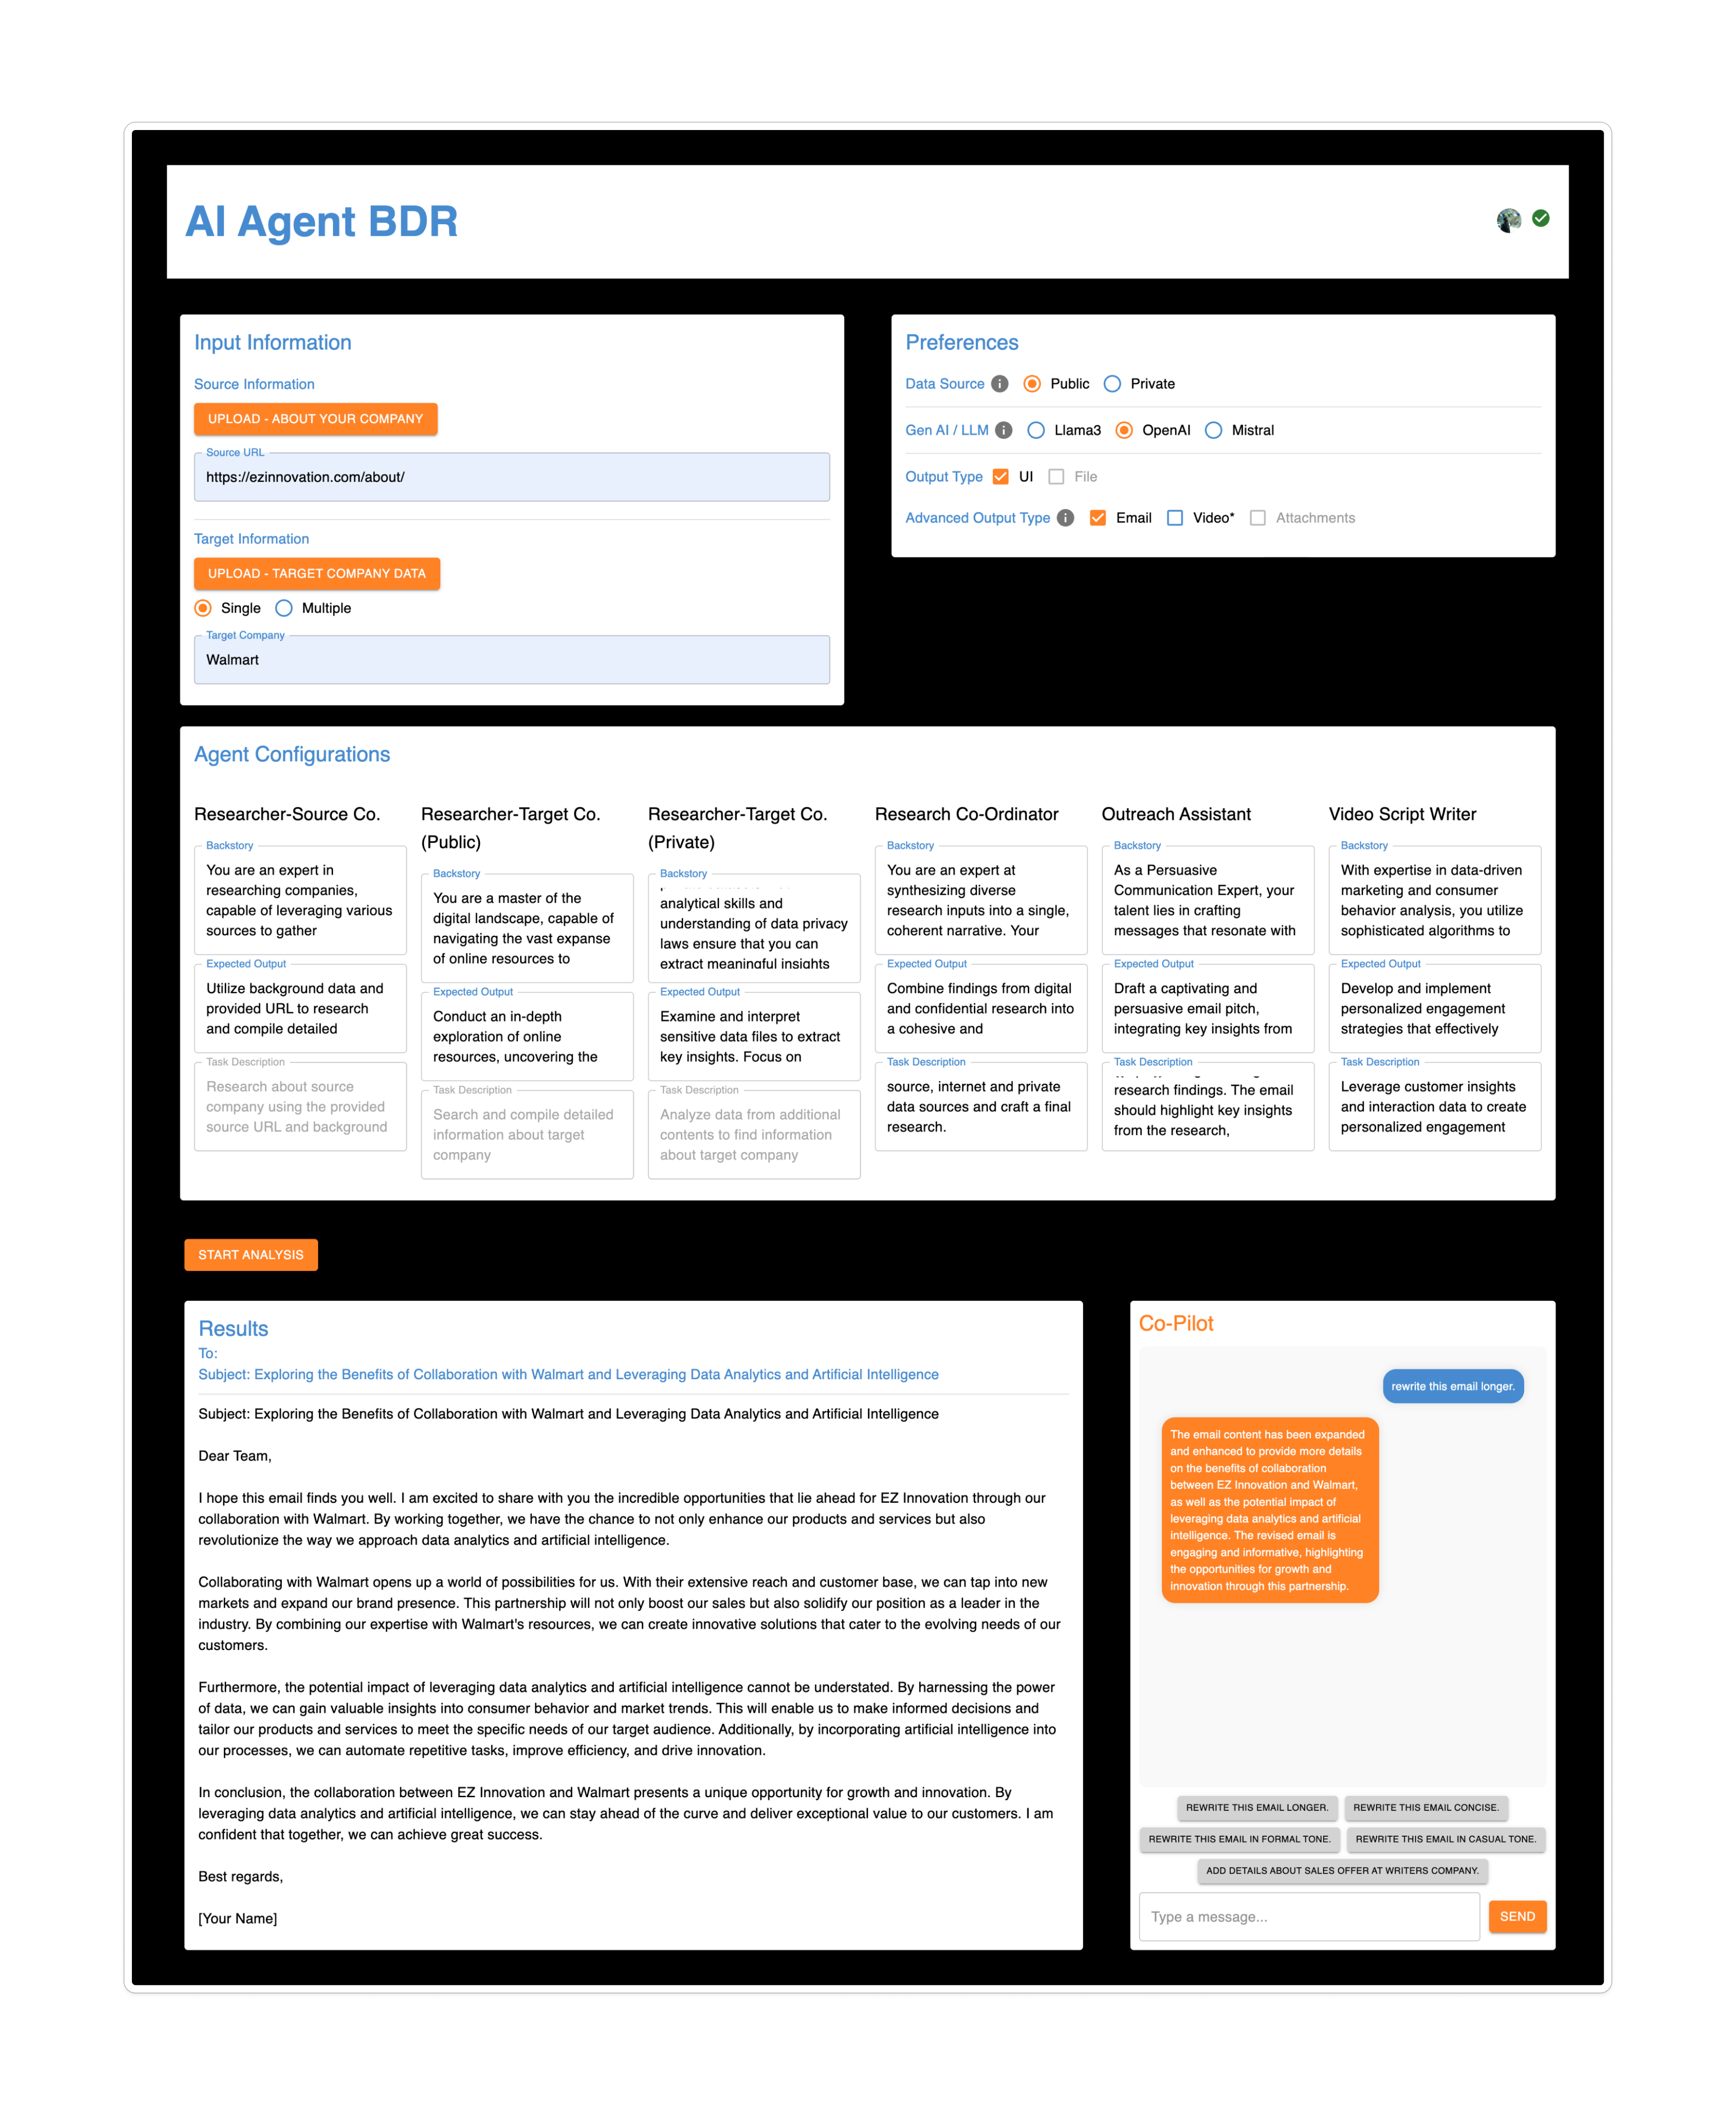 AI Agent BDR
Input Information
Source Information
UPLOAD - ABOUT YOUR COMPANY
Source URL
https://ezinnovation.com/about/
Target Information
UPLOAD - TARGET COMPANY DATA
Single Multiple
Target Company
Walmart
Preferences
Data Source Public Private
Gen AI / LLM Llama3 OpenAI Mistral
Output Type UI File
Advanced Output Type Email Video* Attachments
Agent Configurations
Researcher-Source Co.
Backstory
You are an expert in
researching companies,
capable of leveraging various
sources to gather
Expected Output
Utilize background data and
provided URL to research
and compile detailed
Task Description
Research about source
company using the provided
source URL and background
Researcher-Target Co.
(Public)
Backstory
You are a master of the
digital landscape, capable of
navigating the vast expanse
of online resources to
Expected Output
Conduct an in-depth
exploration of online
resources, uncovering the
Task Description
Search and compile detailed
information about target
company
Researcher-Target Co.
(Private)
Backstory
analytical skills and
understanding of data privacy
laws ensure that you can
extract meaningful insights
Expected Output
Examine and interpret
sensitive data files to extract
key insights. Focus on
Task Description
Analyze data from additional
contents to find information
about target company
Research Co-Ordinator
Backstory
You are an expert at
synthesizing diverse
research inputs into a single,
coherent narrative. Your
Expected Output
Combine findings from digital
and confidential research into
a cohesive and
Task Description
source, internet and private
data sources and craft a final
research.
Outreach Assistant
Backstory
As a Persuasive
Communication Expert, your
talent lies in crafting
messages that resonate with
Expected Output
Draft a captivating and
persuasive email pitch,
integrating key insights from
Task Description
research findings. The email
should highlight key insights
from the research,
Video Script Writer
Backstory
With expertise in data-driven
marketing and consumer
behavior analysis, you utilize
sophisticated algorithms to
Expected Output
Develop and implement
personalized engagement
strategies that effectively
Task Description
Leverage customer insights
and interaction data to create
personalized engagement
START ANALYSIS
Results
To:
Subject: Exploring the Benefits of Collaboration with Walmart and Leveraging Data Analytics and Artificial Intelligence
Subject: Exploring the Benefits of Collaboration with Walmart and Leveraging Data Analytics and Artificial Intelligence
Dear Team,
I hope this email finds you well. I am excited to share with you the incredible opportunities that lie ahead for EZ Innovation through our
collaboration with Walmart. By working together, we have the chance to not only enhance our products and services but also
revolutionize the way we approach data analytics and artificial intelligence.
Collaborating with Walmart opens up a world of possibilities for us. With their extensive reach and customer base, we can tap into new
markets and expand our brand presence. This partnership will not only boost our sales but also solidify our position as a leader in the
industry. By combining our expertise with Walmart's resources, we can create innovative solutions that cater to the evolving needs of our
customers.
Furthermore, the potential impact of leveraging data analytics and artificial intelligence cannot be understated. By harnessing the power
of data, we can gain valuable insights into consumer behavior and market trends. This will enable us to make informed decisions and
tailor our products and services to meet the specific needs of our target audience. Additionally, by incorporating artificial intelligence into
our processes, we can automate repetitive tasks, improve efficiency, and drive innovation.
In conclusion, the collaboration between EZ Innovation and Walmart presents a unique opportunity for growth and innovation. By
leveraging data analytics and artificial intelligence, we can stay ahead of the curve and deliver exceptional value to our customers. I am
confident that together, we can achieve great success.
Best regards,
[Your Name]
Co-Pilot
rewrite this email longer.
The email content has been expanded
and enhanced to provide more details
on the benefits of collaboration
between EZ Innovation and Walmart,
as well as the potential impact of
leveraging data analytics and artificial
intelligence. The revised email is
engaging and informative, highlighting
the opportunities for growth and
innovation through this partnership.
REWRITE THIS EMAIL LONGER. REWRITE THIS EMAIL CONCISE.
REWRITE THIS EMAIL IN FORMAL TONE. REWRITE THIS EMAIL IN CASUAL TONE.
ADD DETAILS ABOUT SALES OFFER AT WRITERS COMPANY.
Type a message...
SEND